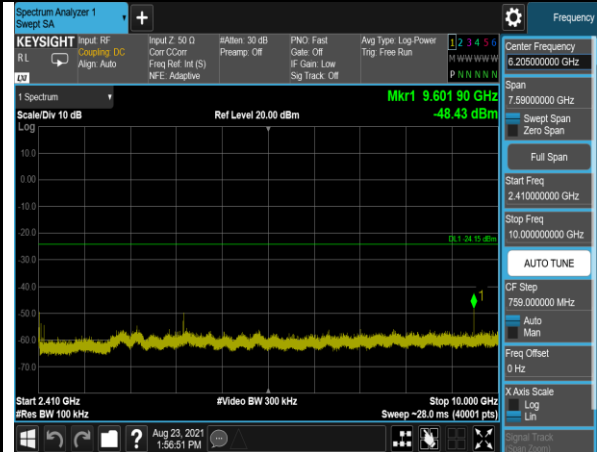 Spectrum Analyzer 1
Swept SA
+
Frequency
KEYSIGHT
RL
LXI
Input: RF
Coupling: DC
Align: Auto
Input Z: 50 Ω
Corr CCorr
Freq Ref: Int (S)
NFE: Adaptive
#Atten: 30 dB
Preamp: Off
PNO: Fast
Gate: Off
IF Gain: Low
Sig Track: Off
Avg Type: Log-Power
Trig: Free Run
1 2 3 4 5 6
M W W W W W
P N N N N N
1 Spectrum
Scale/Div 10 dB
Ref Level 20.00 dBm
Mkr1 9.601 90 GHz
-48.43 dBm
Log
10.0
0.00
-10.0
-20.0
DL1 -24.15 dBm
-30.0
-40.0
1
-50.0
-60.0
-70.0
Start 2.410 GHz
#Video BW 300 kHz
Stop 10.000 GHz
#Res BW 100 kHz
Sweep ~28.0 ms (40001 pts)
Aug 23, 2021
1:56:51 PM
Center Frequency
6.205000000 GHz
Span
7.59000000 GHz
Swept Span
Zero Span
Full Span
Start Freq
2.410000000 GHz
Stop Freq
10.000000000 GHz
AUTO TUNE
CF Step
759.000000 MHz
Auto
Man
Freq Offset
0 Hz
X Axis Scale
Log
Lin
Signal Track
(Span Zoom)